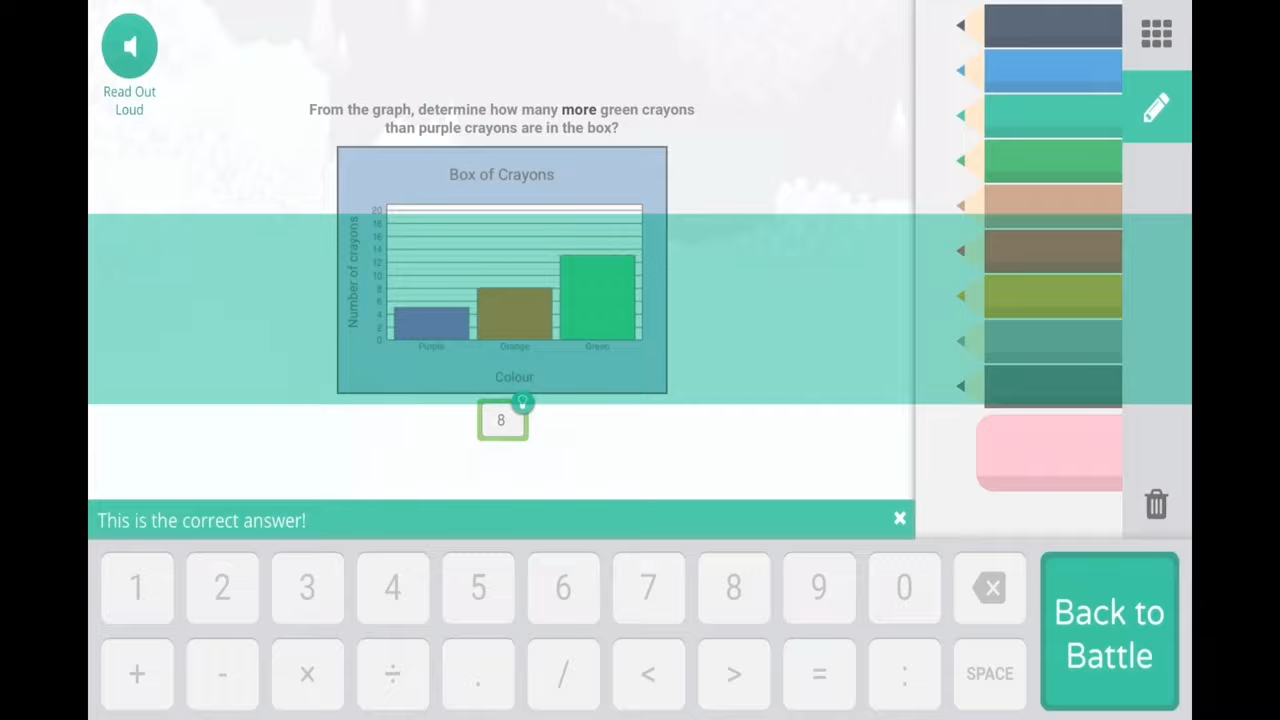 Read Out
Loud
From the graph, determine how many more green crayons
than purple crayons are in the box?
Box of Crayons
Number of crayons
20
18
16
14
12
10
8
6
4
2
0
Purple
Orange
Green
Colour
8
This is the correct answer!
1 2 3 4 5 6 7 8 9 0
+ - × ÷ . / < > = : SPACE
Back to
Battle